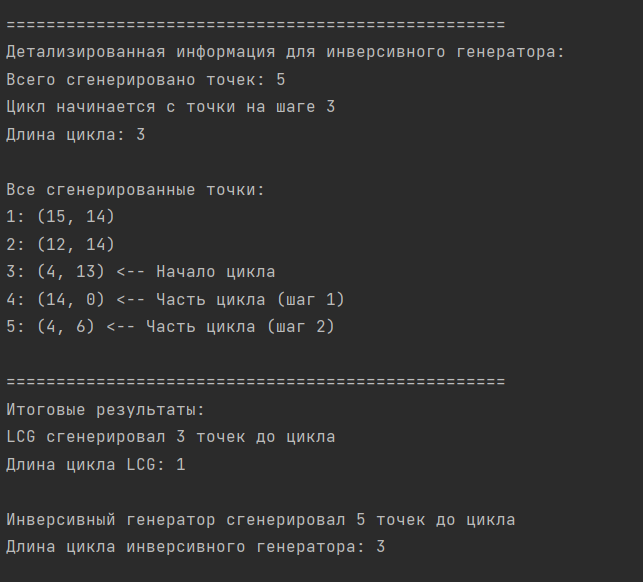 ==================================================
Детализированная информация для инверсивного генератора:
Всего сгенерировано точек: 5
Цикл начинается с точки на шаге 3
Длина цикла: 3
Все сгенерированные точки:
1: (15, 14)
2: (12, 14)
3: (4, 13) <-- Начало цикла
4: (14, 0) <-- Часть цикла (шаг 1)
5: (4, 6) <-- Часть цикла (шаг 2)
==================================================
Итоговые результаты:
LCG сгенерировал 3 точек до цикла
Длина цикла LCG: 1
Инверсивный генератор сгенерировал 5 точек до цикла
Длина цикла инверсивного генератора: 3